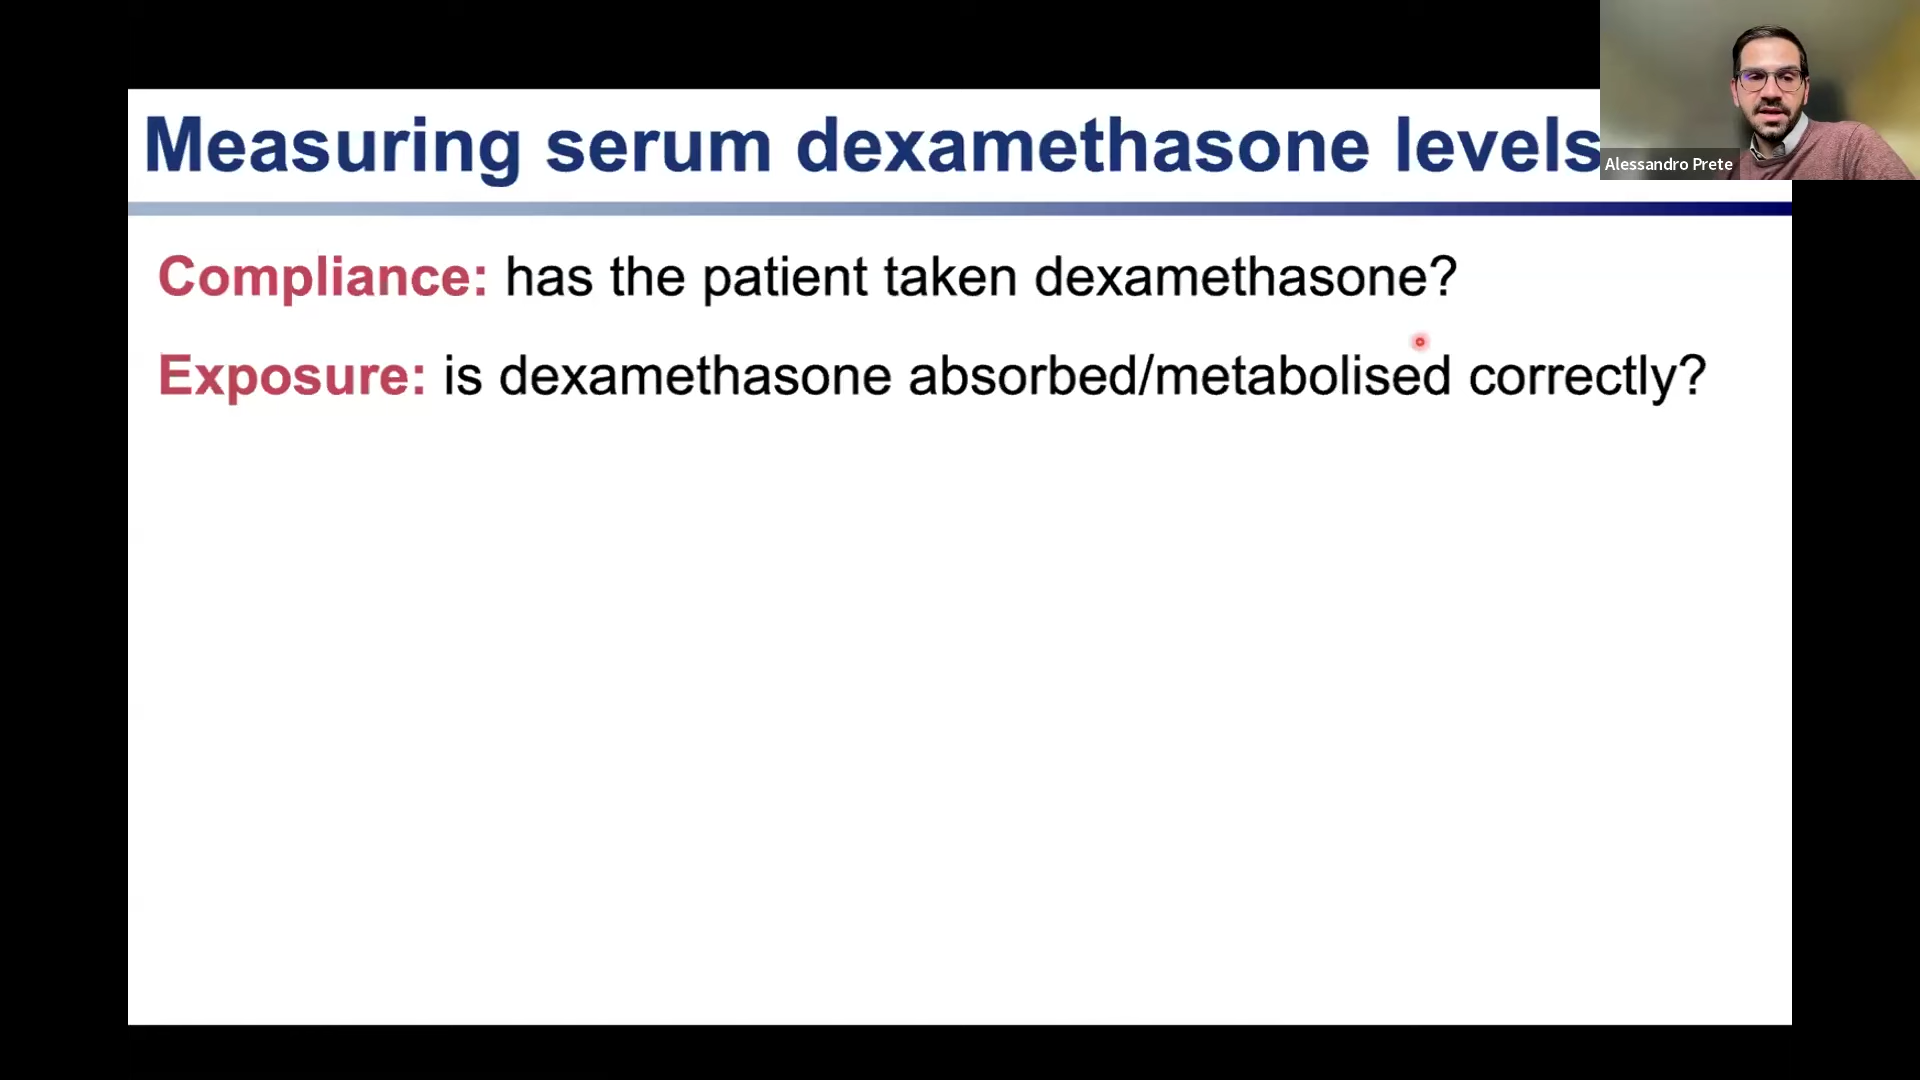 Measuring serum dexamethasone levels
Alessandro Prete
Compliance: has the patient taken dexamethasone?
Exposure: is dexamethasone absorbed/metabolised correctly?